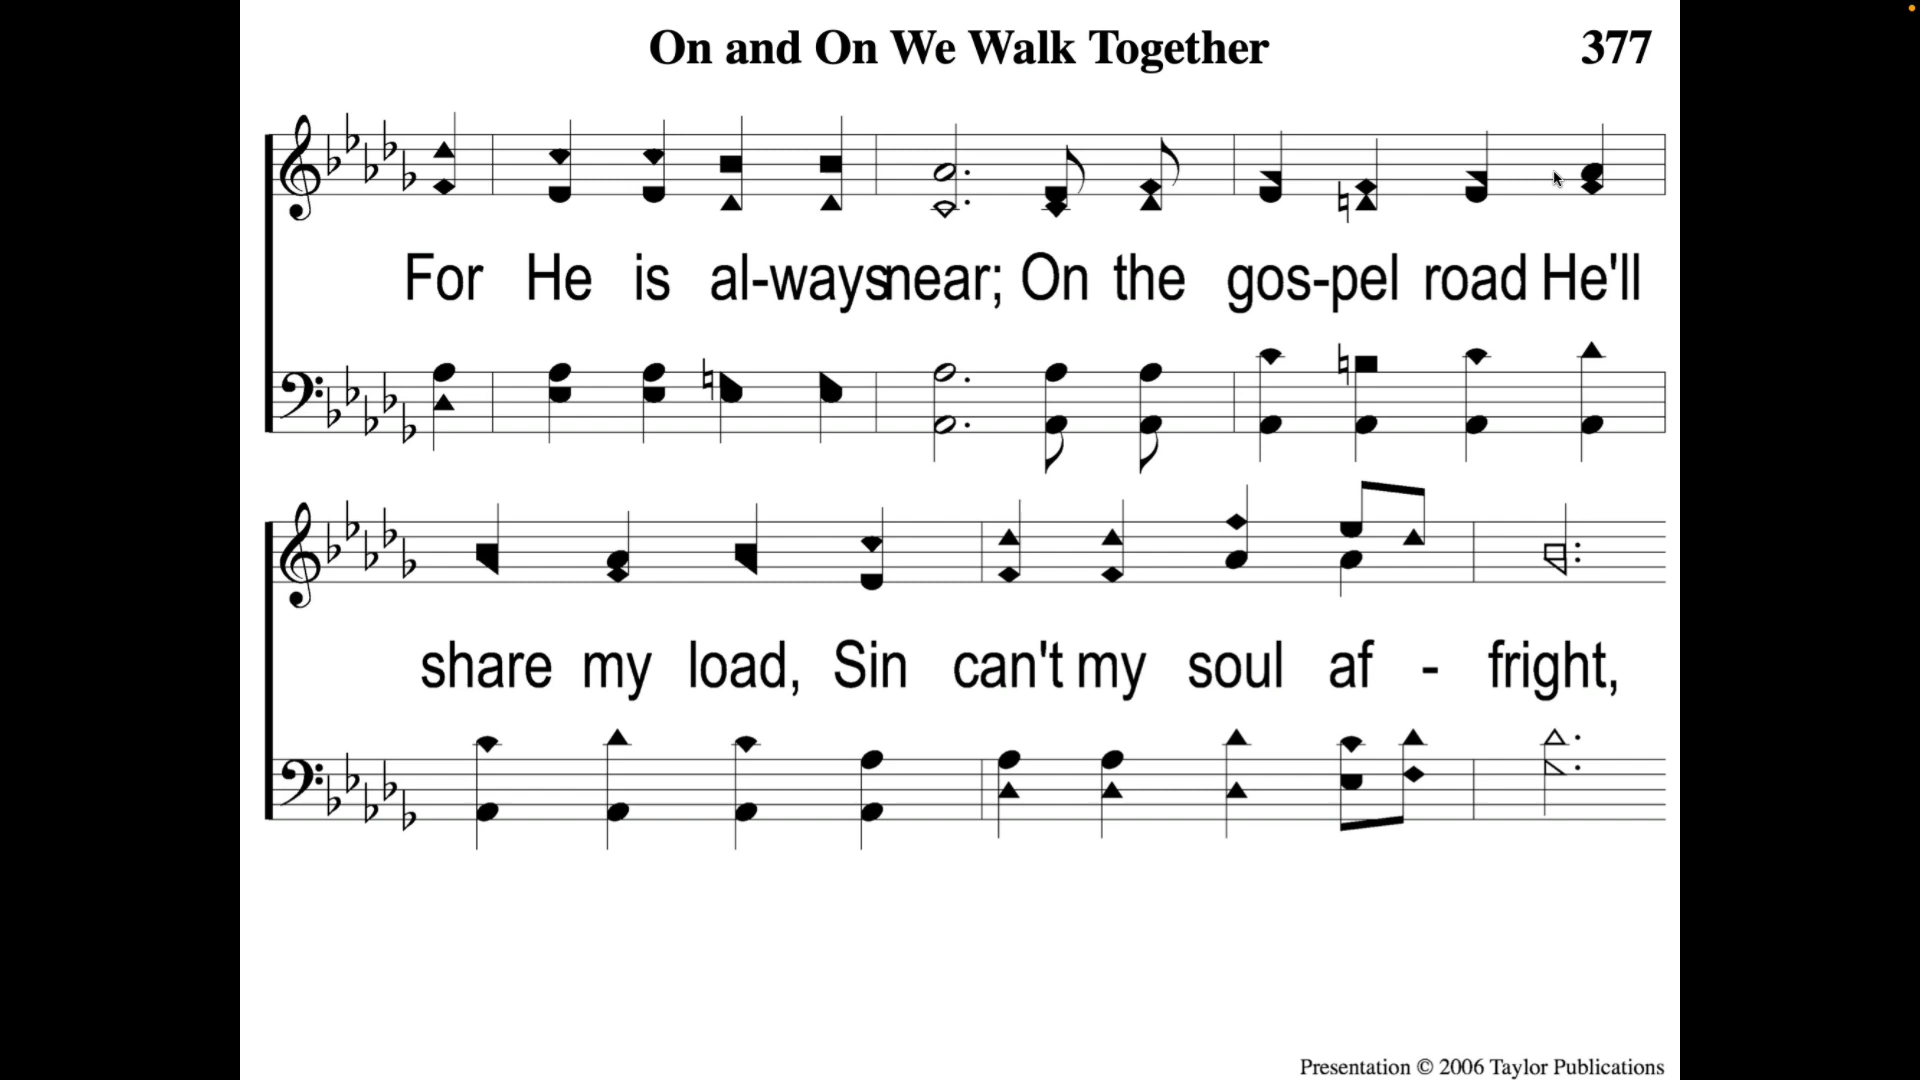 On and On We Walk Together 377
For He is al-ways near; On the gos-pel road He'll
share my load, Sin can't my soul af - fright,
Presentation © 2006 Taylor Publications